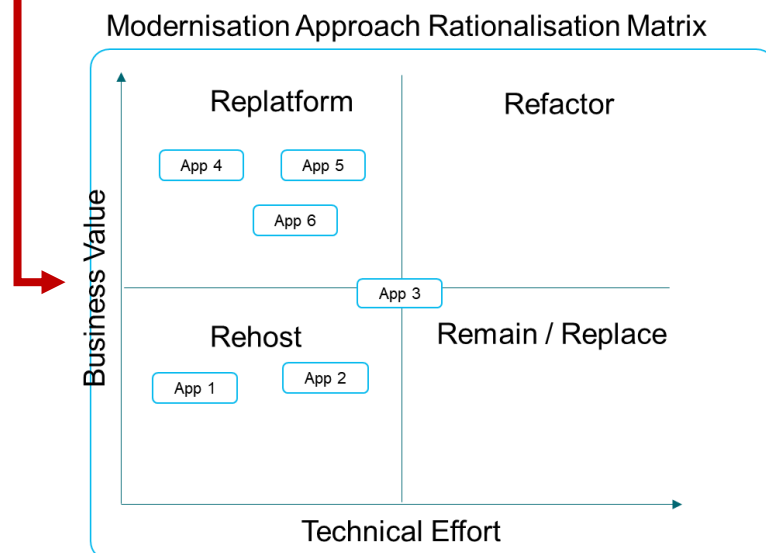 Modernisation Approach Rationalisation Matrix
Replatform
Refactor
App 4
App 5
App 6
Business Value
App 3
Rehost
Remain / Replace
App 1
App 2
Technical Effort